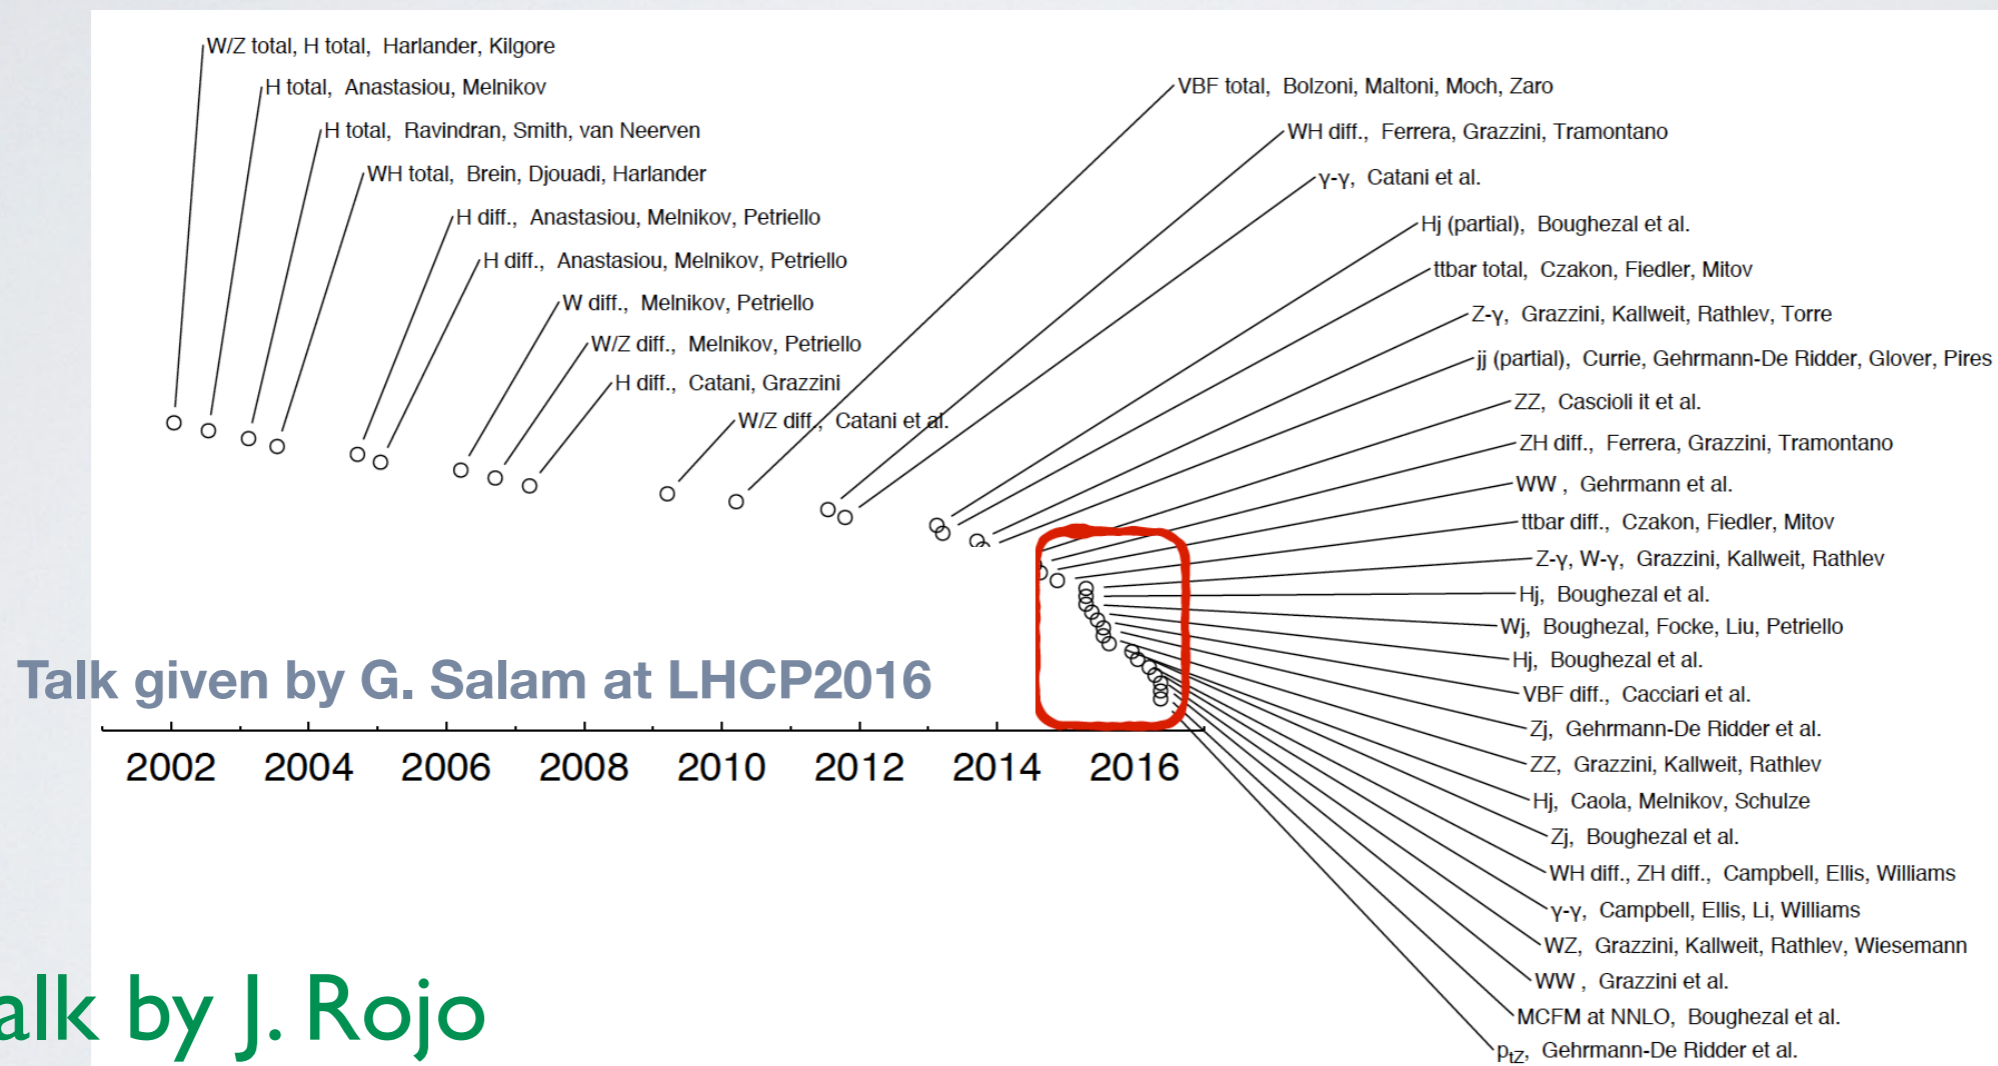 W/Z total, H total, Harlander, Kilgore
H total, Anastasiou, Melnikov
H total, Ravindran, Smith, van Neerven
WH total, Brein, Djouadi, Harlander
H diff., Anastasiou, Melnikov, Petriello
H diff., Anastasiou, Melnikov, Petriello
W diff., Melnikov, Petriello
W/Z diff., Melnikov, Petriello
H diff., Catani, Grazzini
W/Z diff., Catani et al.
VBF total, Bolzoni, Maltoni, Moch, Zaro
WH diff., Ferrera, Grazzini, Tramontano
γ-γ, Catani et al.
Hj (partial), Boughezal et al.
ttbar total, Czakon, Fiedler, Mitov
Z-γ, Grazzini, Kallweit, Rathlev, Torre
jj (partial), Currie, Gehrmann-De Ridder, Glover, Pires
ZZ, Cascioli it et al.
ZH diff., Ferrera, Grazzini, Tramontano
WW , Gehrmann et al.
ttbar diff., Czakon, Fiedler, Mitov
Z-γ, W-γ, Grazzini, Kallweit, Rathlev
Hj, Boughezal et al.
Wj, Boughezal, Focke, Liu, Petriello
Hj, Boughezal et al.
VBF diff., Cacciari et al.
Zj, Gehrmann-De Ridder et al.
ZZ, Grazzini, Kallweit, Rathlev
Hj, Caola, Melnikov, Schulze
Zj, Boughezal et al.
WH diff., ZH diff., Campbell, Ellis, Williams
γ-γ, Campbell, Ellis, Li, Williams
WZ, Grazzini, Kallweit, Rathlev, Wiesemann
WW , Grazzini et al.
MCFM at NNLO, Boughezal et al.
ptZ, Gehrmann-De Ridder et al.
Talk given by G. Salam at LHCP2016
2002 2004 2006 2008 2010 2012 2014 2016
alk by J. Rojo